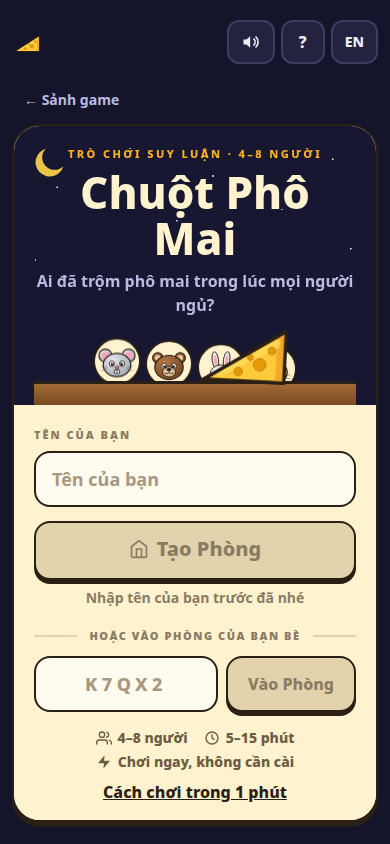 ?
EN
← Sảnh game
TRÒ CHƠI SUY LUẬN · 4–8 NGƯỜI
Chuột Phô
Mai
Ai đã trộm phô mai trong lúc mọi người
ngủ?
TÊN CỦA BẠN
Tên của bạn
Tạo Phòng
Nhập tên của bạn trước đã nhé
HOẶC VÀO PHÒNG CỦA BẠN BÈ
K7QX2
Vào Phòng
4–8 người
5–15 phút
Chơi ngay, không cần cài
Cách chơi trong 1 phút